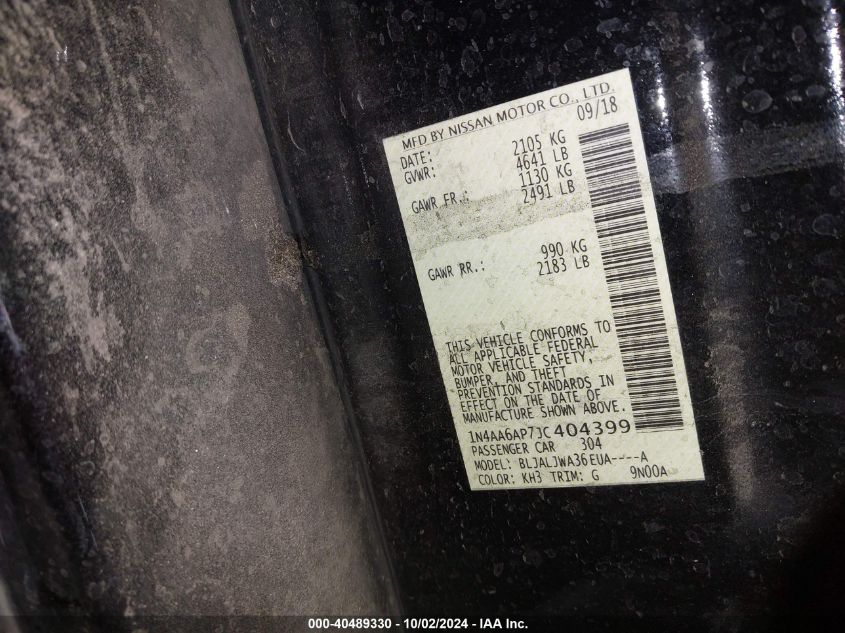 MFD BY NISSAN MOTOR CO., LTD.
DATE: 09/18
GVWR: 2105 KG
4641 LB
GAWR FR.: 1130 KG
2491 LB
GAWR RR.: 990 KG
2183 LB
THIS VEHICLE CONFORMS TO
ALL APPLICABLE FEDERAL
MOTOR VEHICLE SAFETY,
BUMPER, AND THEFT
PREVENTION STANDARDS IN
EFFECT ON THE DATE OF
MANUFACTURE SHOWN ABOVE.
1N4AA6AP7JC404399
PASSENGER CAR 304
MODEL: BLJALJWA36EUA----A
COLOR: KH3 TRIM: G 9N00A
000-40489330 - 10/02/2024 - IAA Inc.